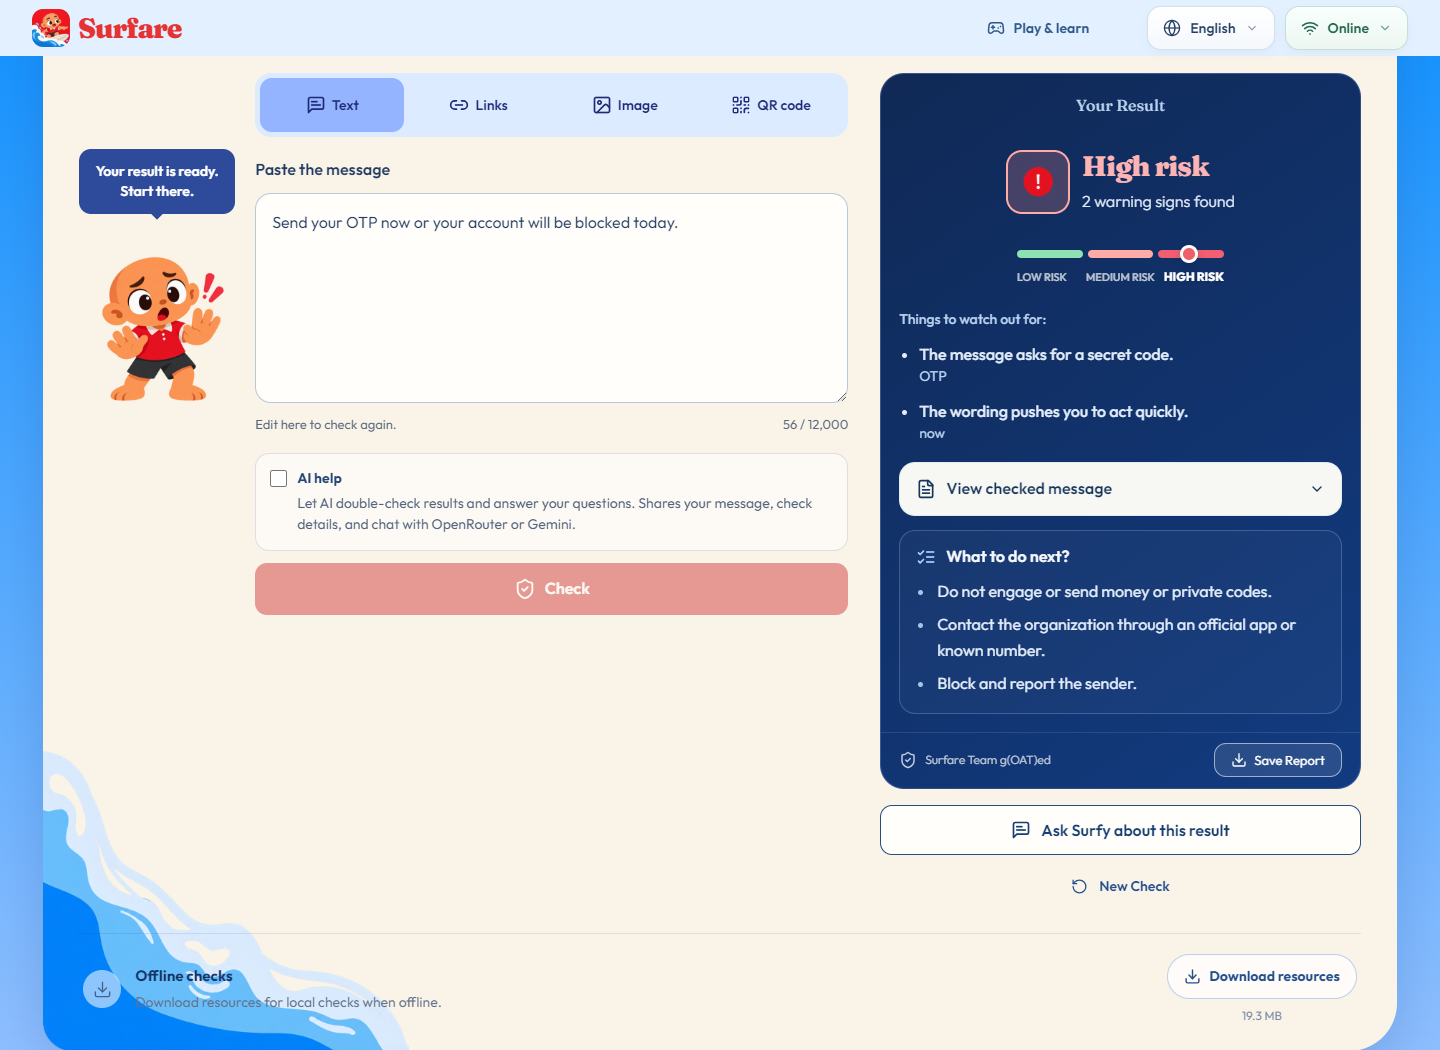 Surfare
Play & learn
English
Online
Text
Links
Image
QR code
Your result is ready.
Start there.
Paste the message
Send your OTP now or your account will be blocked today.
Edit here to check again.
56 / 12,000
AI help
Let AI double-check results and answer your questions. Shares your message, check
details, and chat with OpenRouter or Gemini.
Check
Your Result
!
High risk
2 warning signs found
LOW RISK
MEDIUM RISK
HIGH RISK
Things to watch out for:
• The message asks for a secret code.
OTP
• The wording pushes you to act quickly.
now
View checked message
What to do next?
• Do not engage or send money or private codes.
• Contact the organization through an official app or
known number.
• Block and report the sender.
Surfare Team g(OAT)ed
Save Report
Ask Surfy about this result
New Check
Offline checks
Download resources for local checks when offline.
Download resources
19.3 MB